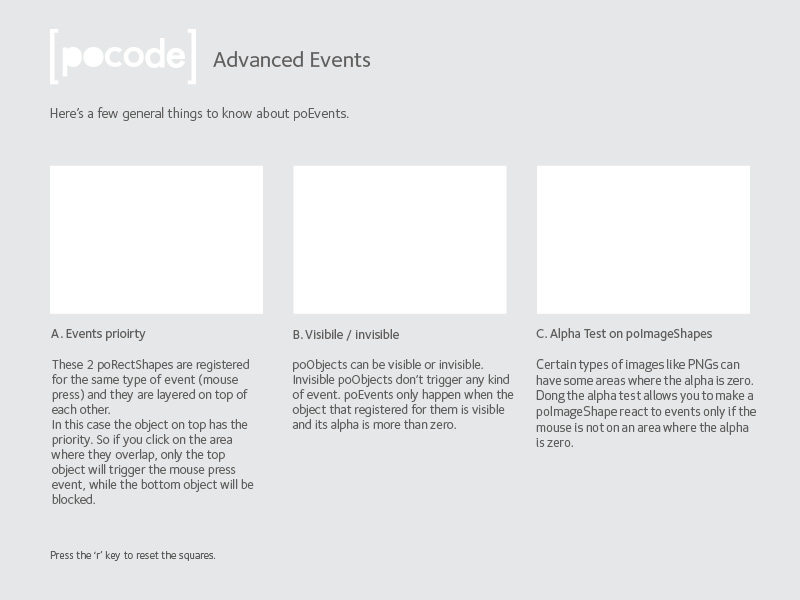 [pocode] Advanced Events
Here's a few general things to know about poEvents.
A. Events prioirty
These 2 poRectShapes are registered
for the same type of event (mouse
press) and they are layered on top of
each other.
In this case the object on top has the
priority. So if you click on the area
where they overlap, only the top
object will trigger the mouse press
event, while the bottom object will be
blocked.
B. Visibile / invisible
poObjects can be visible or invisible.
Invisible poObjects don't trigger any kind
of event. poEvents only happen when the
object that registered for them is visible
and its alpha is more than zero.
C. Alpha Test on poImageShapes
Certain types of images like PNGs can
have some areas where the alpha is zero.
Dong the alpha test allows you to make a
poImageShape react to events only if the
mouse is not on an area where the alpha
is zero.
Press the 'r' key to reset the squares.